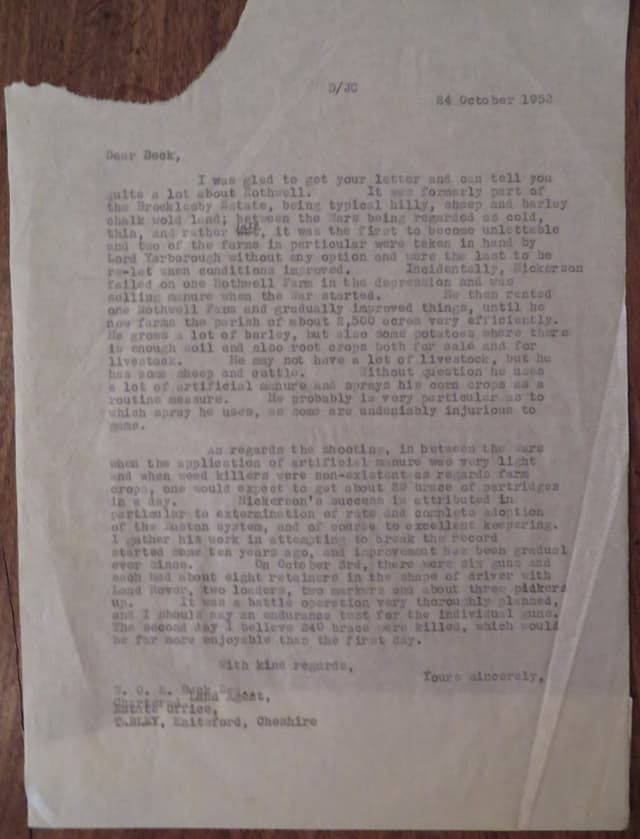 D/JC
24 October 1952
Dear Beck,
I was glad to get your letter and can tell you
quite a lot about Rothwell. It was formerly part of
the Brocklesby Estate, being typical hilly, sheep and barley
chalk wold land; between the Wars being regarded as cold,
thin, and rather late, it was the first to become unlettable
and two of the farms in particular were taken in hand by
Lord Yarborough without any option and were the last to be
re-let when conditions improved. Incidentally, Nickerson
failed on one Rothwell Farm in the depression and was
selling manure when the War started. He then rented
one Rothwell Farm and gradually improved things, until he
now farms the parish of about 2,500 acres very efficiently.
He grows a lot of barley, but also some potatoes where there
is enough soil and also root crops both for sale and for
livestock. He may not have a lot of livestock, but he
has some sheep and cattle. Without question he uses
a lot of artificial manure and sprays his corn crops as a
routine measure. He probably is very particular as to
which spray he uses, as some are undeniably injurious to
game.
As regards the shooting, in between the Wars
when the application of artificial manure was very light
and when weed killers were non-existent as regards farm
crops, one would expect to get about brace of partridges
in a day. Nickerson's success is attributed in
particular to extermination of rats and complete adoption
of the Euston system, and of course to excellent keepering.
I gather his work in attempting to break the record
started some ten years ago, and improvement has been gradual
ever since. On October 3rd, there were six guns and
each had about eight retainers in the shape of driver with
Land Rover, two loaders, two markers and about three pickers
up. It was a battle operation very thoroughly planned,
and I should say an endurance test for the individual guns.
The second day I believe 240 brace were killed, which would
be far more enjoyable than the first day.
With kind regards,
Yours sincerely,
Beck Esq.,
Chartered Land Agent,
Estate Office,
TABLEY, Knitsford, Cheshire